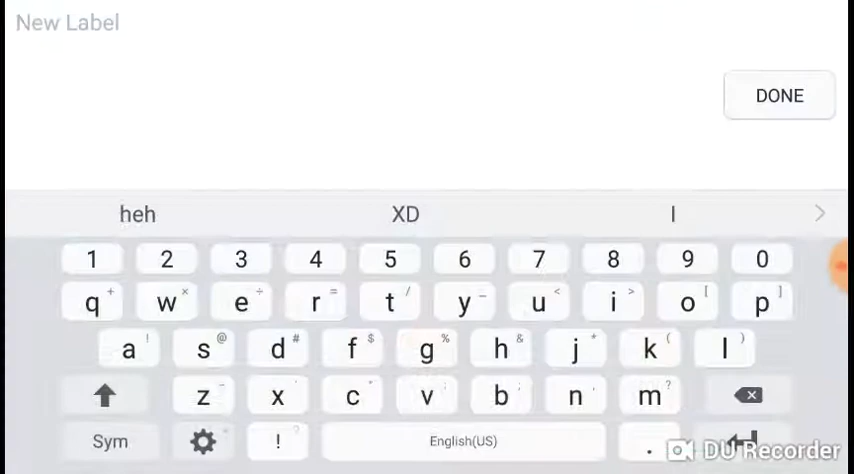 New Label
DONE
heh XD I >
1 2 3 4 5 6 7 8 9 0
q + w × e ÷ r = t / y _ u < i > o [ p ]
a ! s @ d # f $ g % h & j * k ( l )
z x c v b n m ?
Sym ! ? English(US) .
DU Recorder